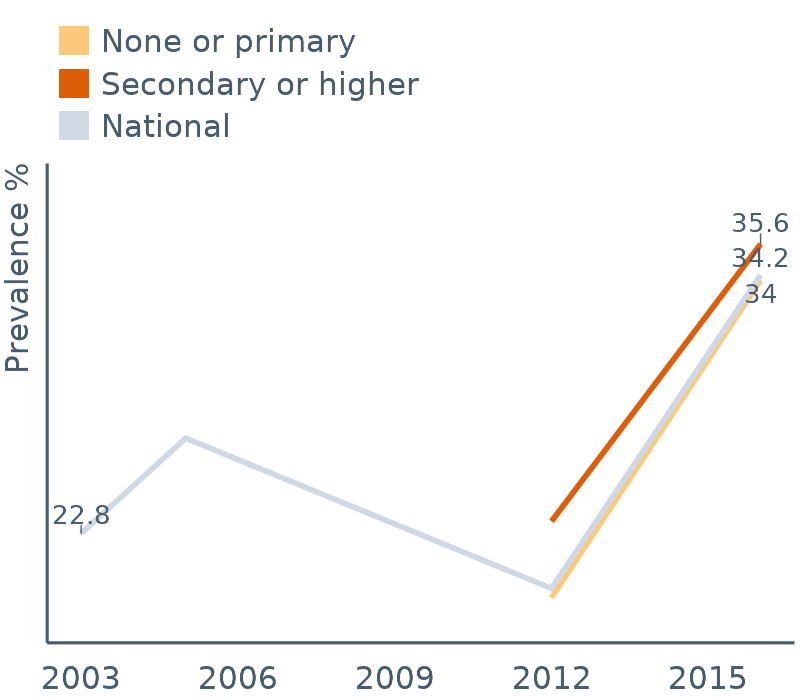 None or primary
Secondary or higher
National
Prevalence %
35.6
34.2
34
22.8
2003 2006 2009 2012 2015